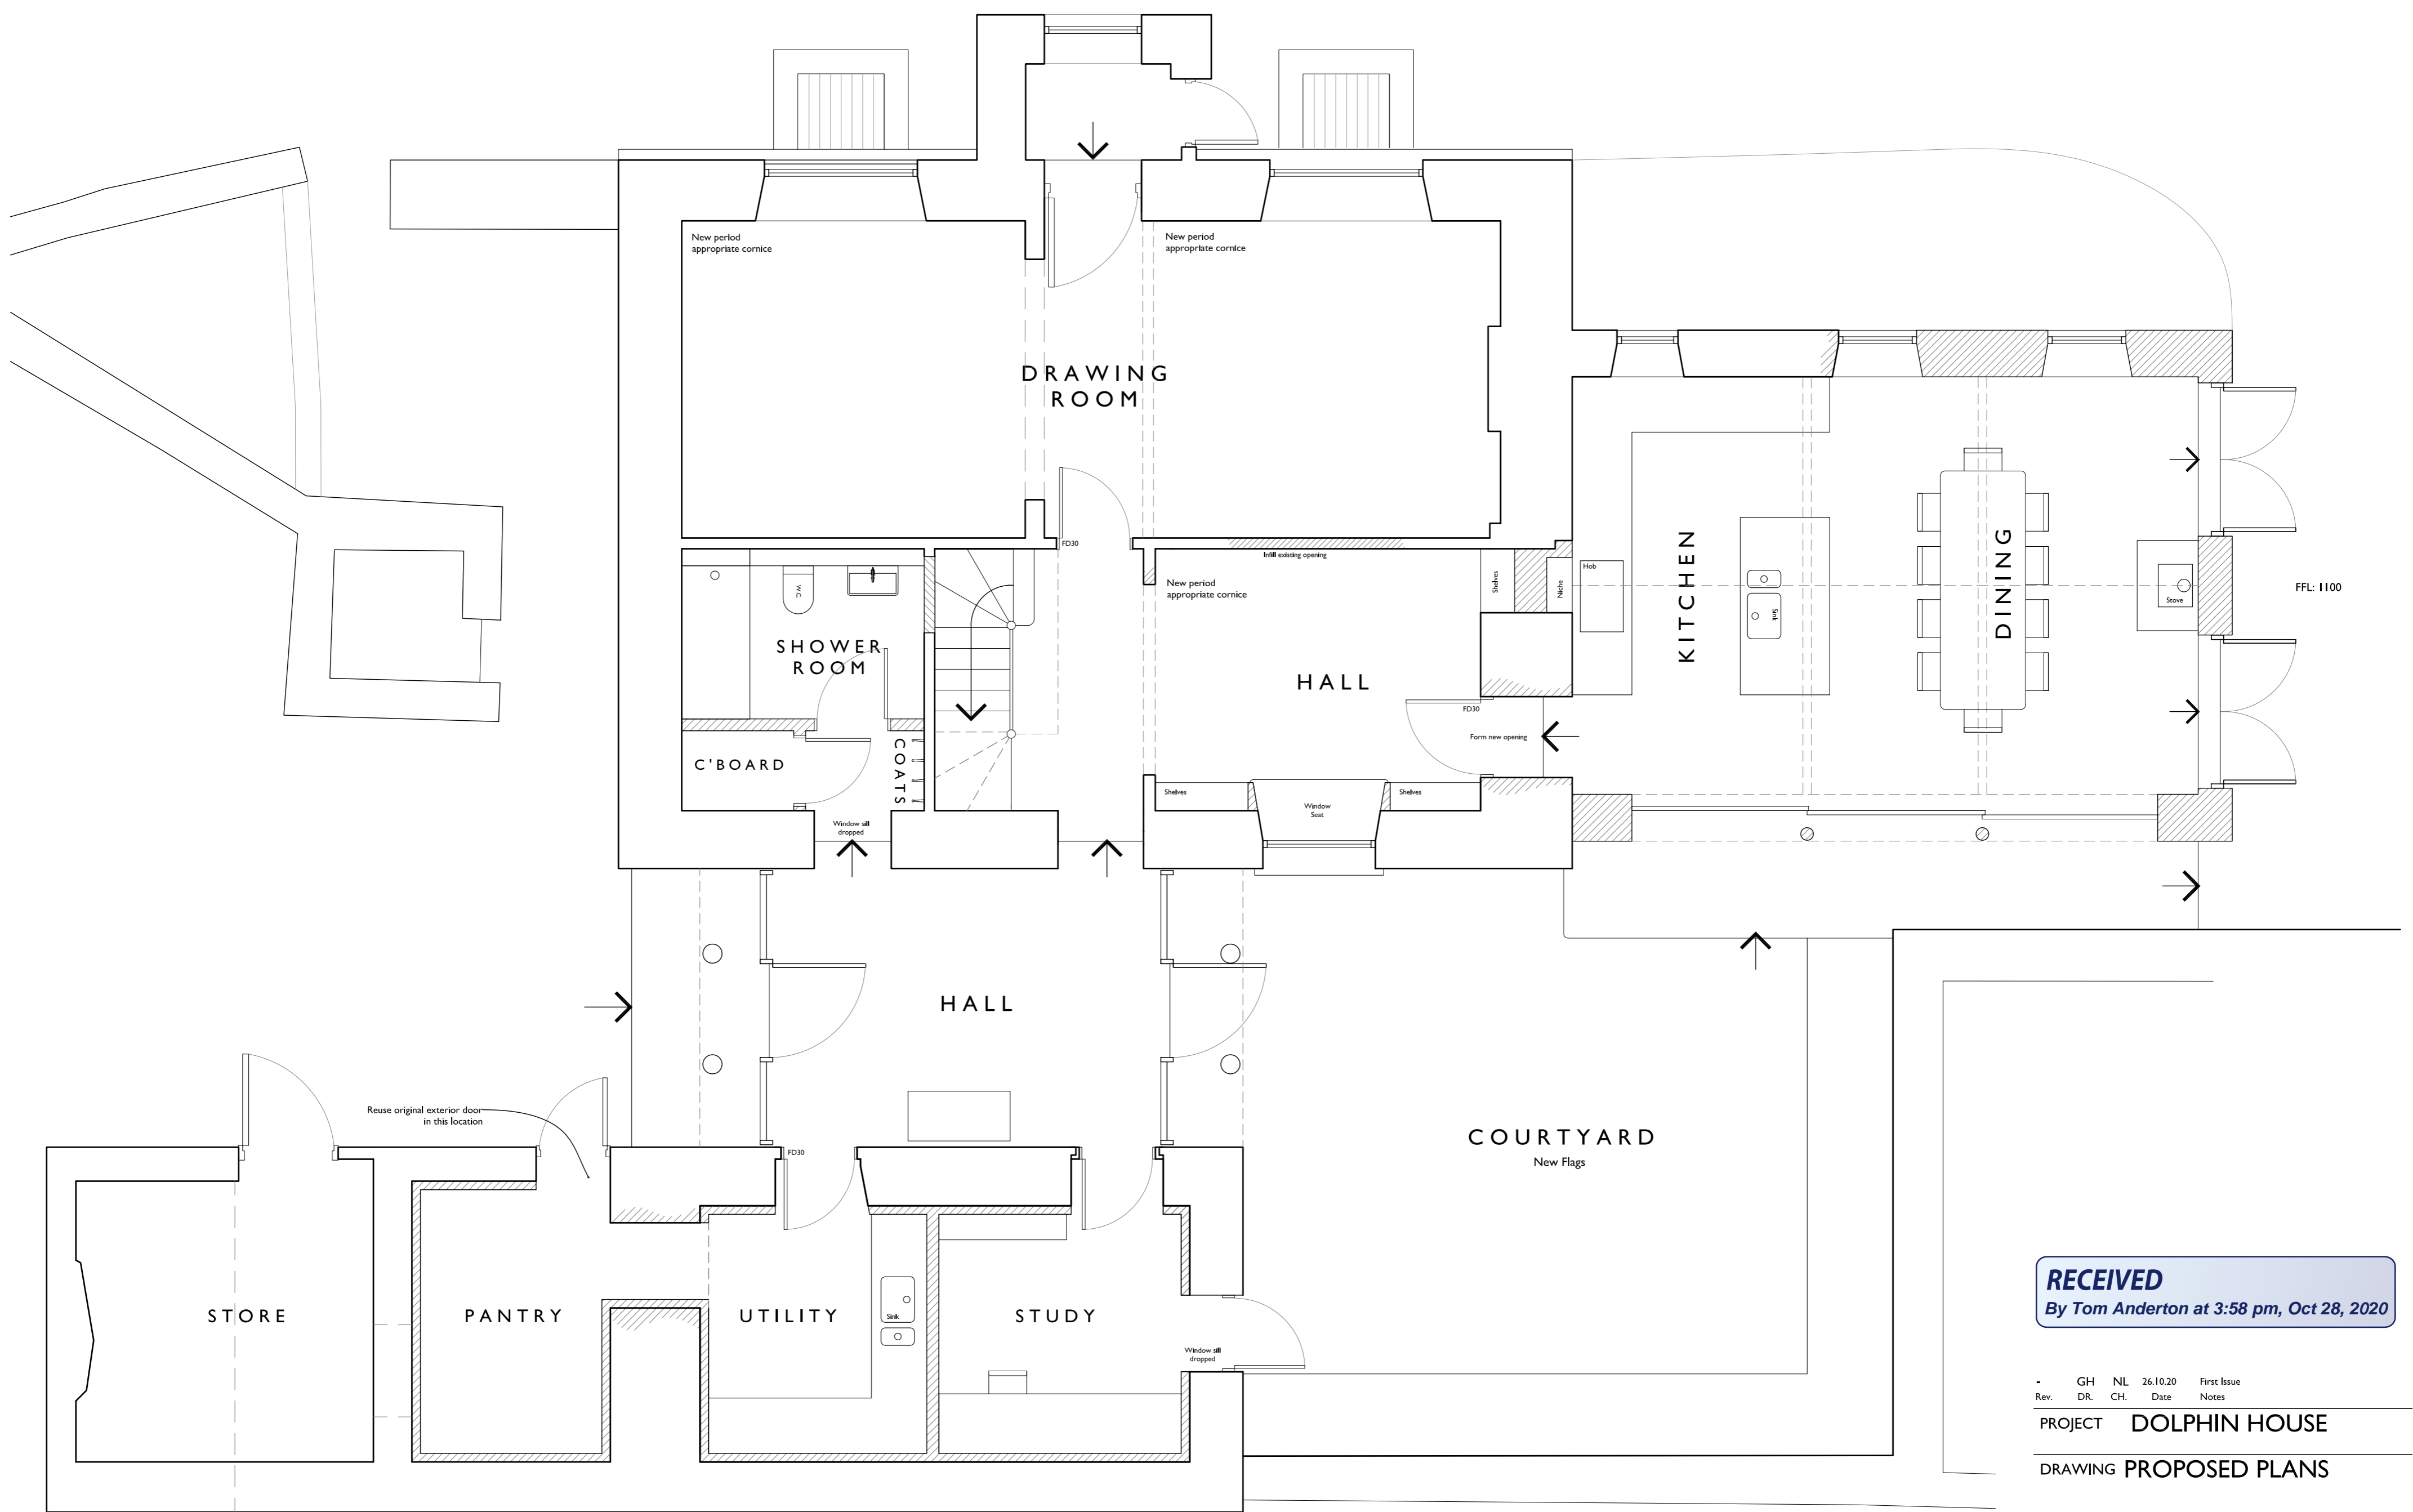 New period
appropriate cornice
New period
appropriate cornice
DRAWING
ROOM
FD30
Infill existing opening
New period
appropriate cornice
Shelves
Niche
Hob
KITCHEN
Sink
DINING
Stove
FFL: 1100
W.C.
SHOWER
ROOM
HALL
FD30
Form new opening
C'BOARD
COATS
Shelves
Window
Seat
Shelves
Window sill
dropped
HALL
Reuse original exterior door
in this location
FD30
COURTYARD
New Flags
STORE
PANTRY
UTILITY
Sink
STUDY
Window sill
dropped
RECEIVED
By Tom Anderton at 3:58 pm, Oct 28, 2020
- GH NL 26.10.20 First Issue
Rev. DR. CH. Date Notes
PROJECT DOLPHIN HOUSE
DRAWING PROPOSED PLANS